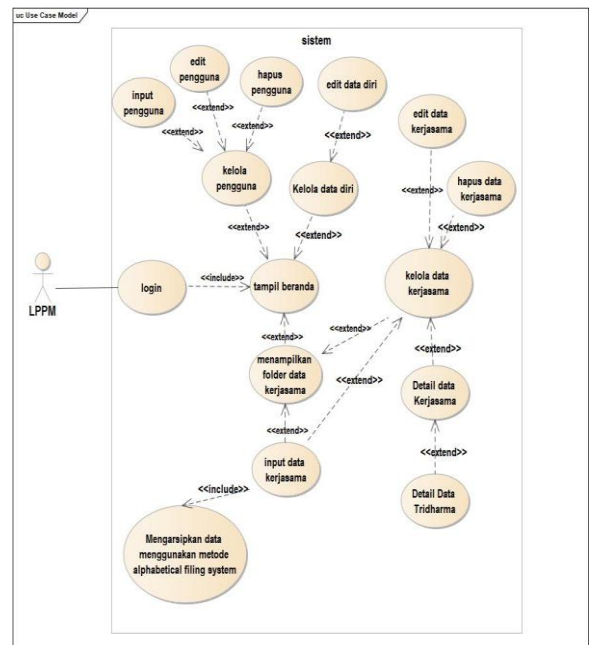 uc Use Case Model
sistem
edit
pengguna
hapus
pengguna
edit data diri
input
pengguna
edit data
kerjasama
<<extend>>
<<extend>>
<<extend>>
<<extend>>
kelola
pengguna
Kelola data diri
<<extend>>
hapus data
kerjasama
<<extend>>
<<extend>>
<<extend>>
LPPM
login
<<include>>
tampil beranda
kelola data
kerjasama
<<extend>>
<<extend>>
menampilkan
folder data
kerjasama
<<extend>>
<<extend>>
Detail data
Kerjasama
<<extend>>
input data
kerjasama
<<extend>>
<<include>>
Detail Data
Tridharma
Mengarsipkan data
menggunakan metode
alphabetical filing system